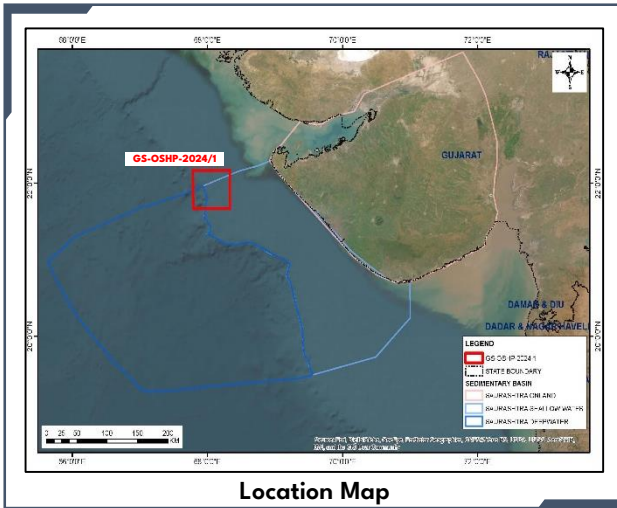 66°0'0"E 68°0'0"E 70°0'0"E 72°0'0"E
N
W E
S
GS-OSHP-2024/1
GUJARAT
22°0'0"N 22°0'0"N
20°0'0"N 20°0'0"N
DAMAN & DIU
DADAR & NAGAR HAVELI
LEGEND
GS-OSHP-2024/1
STATE BOUNDARY
SEDIMENTARY BASIN
SAURASHTRA ONLAND
SAURASHTRA SHALLOW WATER
SAURASHTRA DEEPWATER
0 25 50 100 150 200
KM
66°0'0"E 68°0'0"E 70°0'0"E 72°0'0"E
Location Map